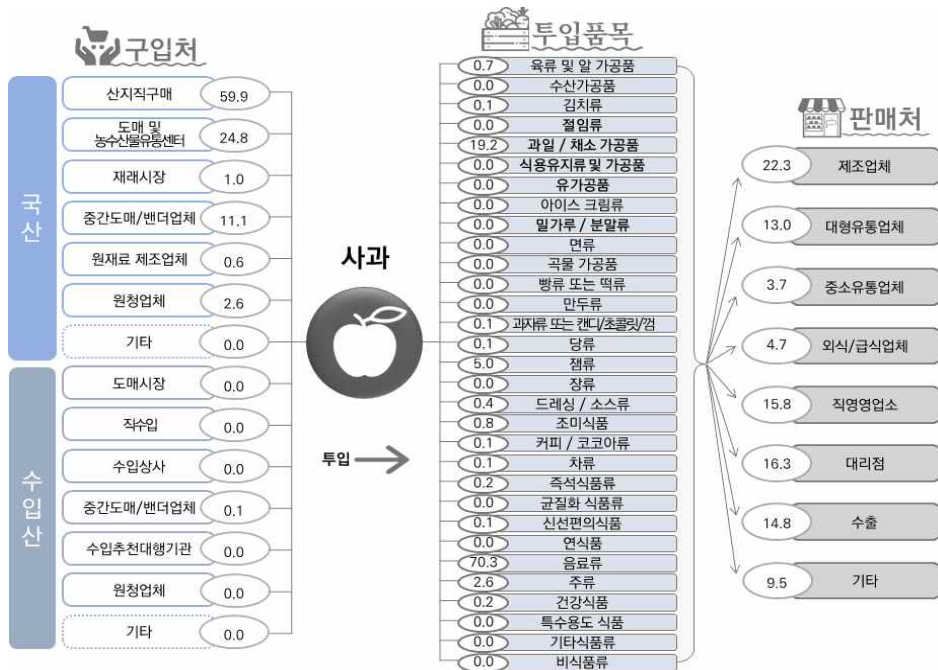 구입처
국산
산지직구매 59.9
도매 및
농수산물유통센터 24.8
재래시장 1.0
중간도매/밴더업체 11.1
원재료 제조업체 0.6
원청업체 2.6
기타 0.0
수입산
도매시장 0.0
직수입 0.0
수입상사 0.0
중간도매/밴더업체 0.1
수입추천대행기관 0.0
원청업체 0.0
기타 0.0
사과
투입
투입품목
0.7 육류 및 알 가공품
0.0 수산가공품
0.1 김치류
0.0 절임류
19.2 과일 / 채소 가공품
0.0 식용유지류 및 가공품
0.0 유가공품
0.0 아이스 크림류
0.0 밀가루 / 분말류
0.0 면류
0.0 곡물 가공품
0.0 빵류 또는 떡류
0.0 만두류
0.1 과자류 또는 캔디/초콜릿/껌
0.1 당류
5.0 잼류
0.0 장류
0.4 드레싱 / 소스류
0.8 조미식품
0.1 커피 / 코코아류
0.1 차류
0.2 즉석식품류
0.0 균질화 식품류
0.1 신선편의식품
0.0 연식품
70.3 음료류
2.6 주류
0.2 건강식품
0.0 특수용도 식품
0.0 기타식품류
0.0 비식품류
판매처
22.3 제조업체
13.0 대형유통업체
3.7 중소유통업체
4.7 외식/급식업체
15.8 직영영업소
16.3 대리점
14.8 수출
9.5 기타